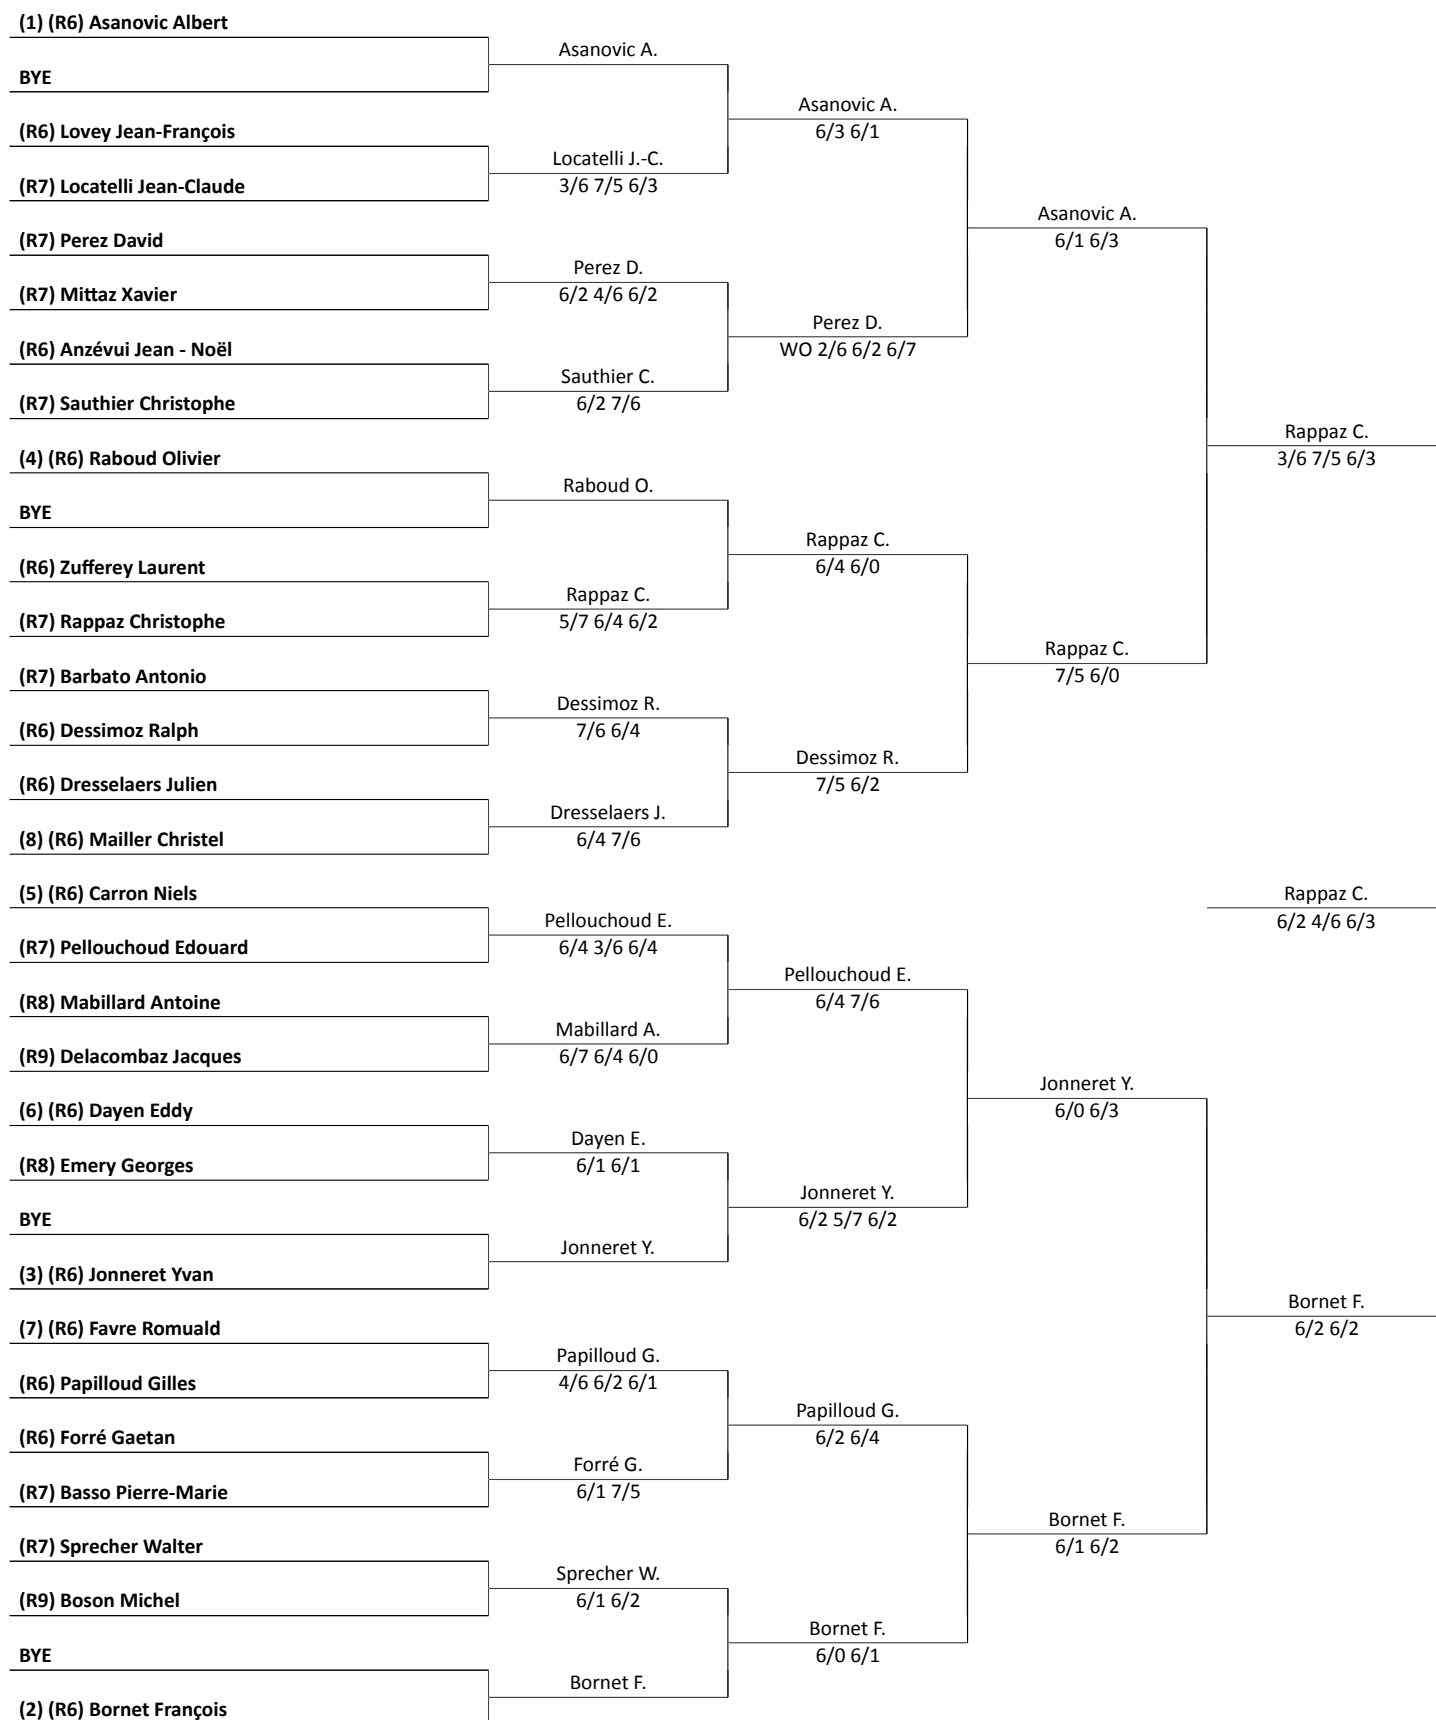 (1) (R6) Asanovic Albert
Asanovic A.
BYE
Asanovic A.
6/3 6/1
(R6) Lovey Jean-François
Locatelli J.-C.
3/6 7/5 6/3
(R7) Locatelli Jean-Claude
Asanovic A.
6/1 6/3
(R7) Perez David
Perez D.
6/2 4/6 6/2
(R7) Mittaz Xavier
Perez D.
WO 2/6 6/2 6/7
(R6) Anzévui Jean - Noël
Sauthier C.
6/2 7/6
(R7) Sauthier Christophe
Rappaz C.
3/6 7/5 6/3
(4) (R6) Raboud Olivier
Raboud O.
BYE
Rappaz C.
6/4 6/0
(R6) Zufferey Laurent
Rappaz C.
5/7 6/4 6/2
(R7) Rappaz Christophe
Rappaz C.
7/5 6/0
(R7) Barbato Antonio
Dessimoz R.
7/6 6/4
(R6) Dessimoz Ralph
Dessimoz R.
7/5 6/2
(R6) Dresselaers Julien
Dresselaers J.
6/4 7/6
(8) (R6) Mailler Christel
Rappaz C.
6/2 4/6 6/3
(5) (R6) Carron Niels
Pellouchoud E.
6/4 3/6 6/4
(R7) Pellouchoud Edouard
Pellouchoud E.
6/4 7/6
(R8) Mabillard Antoine
Mabillard A.
6/7 6/4 6/0
(R9) Delacombaz Jacques
Jonneret Y.
6/0 6/3
(6) (R6) Dayen Eddy
Dayen E.
6/1 6/1
(R8) Emery Georges
Jonneret Y.
6/2 5/7 6/2
BYE
Jonneret Y.
(3) (R6) Jonneret Yvan
Bornet F.
6/2 6/2
(7) (R6) Favre Romuald
Papilloud G.
4/6 6/2 6/1
(R6) Papilloud Gilles
Papilloud G.
6/2 6/4
(R6) Forré Gaetan
Forré G.
6/1 7/5
(R7) Basso Pierre-Marie
Bornet F.
6/1 6/2
(R7) Sprecher Walter
Sprecher W.
6/1 6/2
(R9) Boson Michel
Bornet F.
6/0 6/1
BYE
Bornet F.
(2) (R6) Bornet François